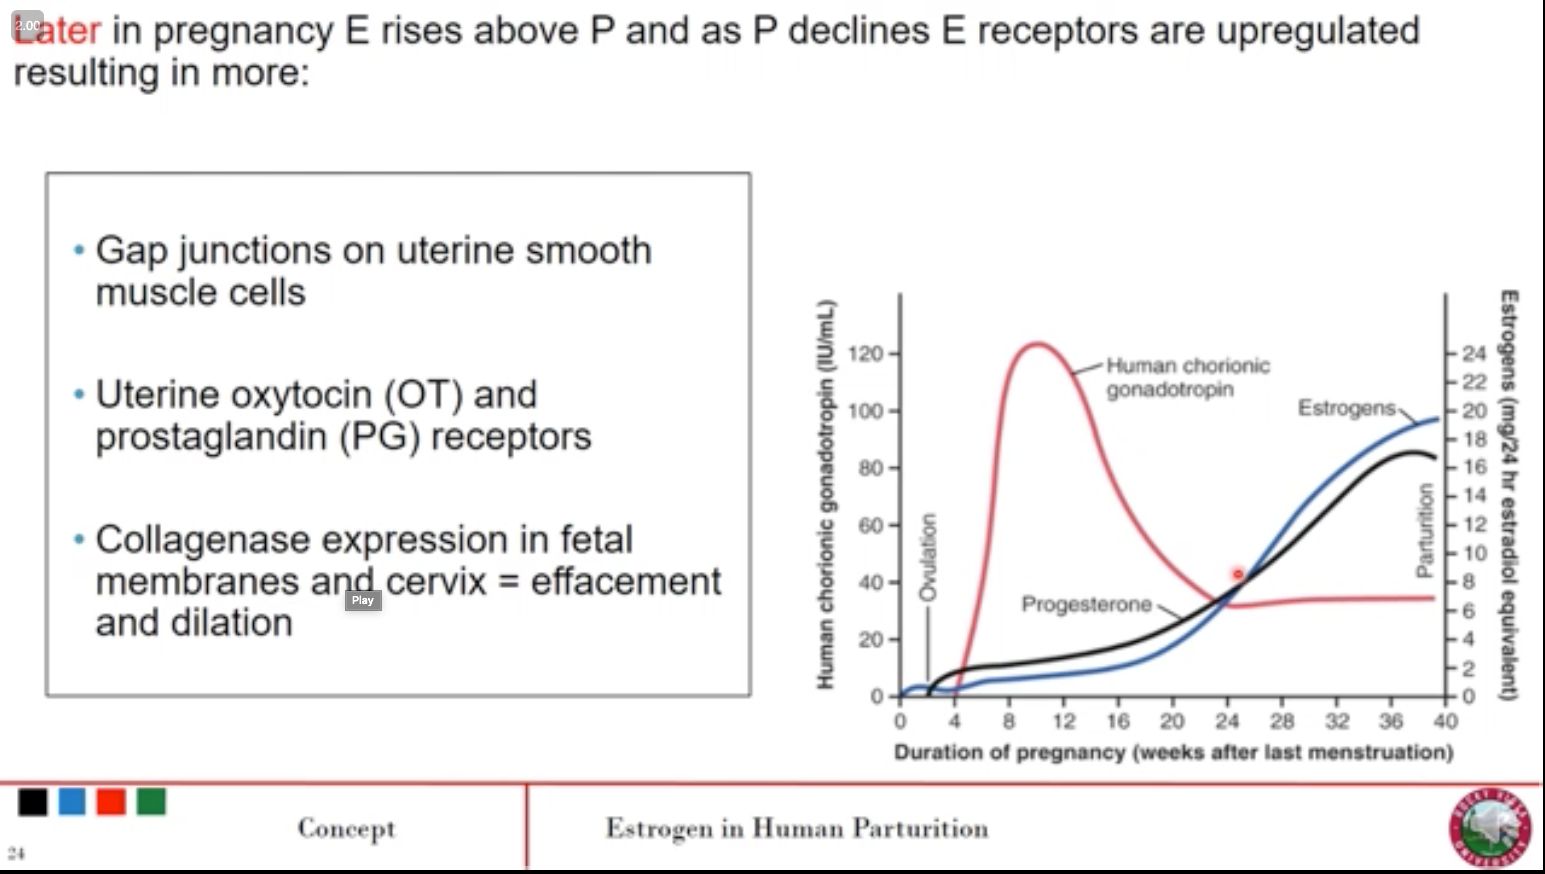 2.00
Later in pregnancy E rises above P and as P declines E receptors are upregulated
resulting in more:
• Gap junctions on uterine smooth
muscle cells
• Uterine oxytocin (OT) and
prostaglandin (PG) receptors
• Collagenase expression in fetal
membranes and cervix = effacement
and dilation
Play
Human chorionic gonadotropin (IU/mL)
120
100
80
60
40
20
0
Ovulation
Human chorionic
gonadotropin
Progesterone
Estrogens
Parturition
24
22
20
18
16
14
12
10
8
6
4
2
0
Estrogens (mg/24 hr estradiol equivalent)
0 4 8 12 16 20 24 28 32 36 40
Duration of pregnancy (weeks after last menstruation)
Concept
Estrogen in Human Parturition
24
UNIVERSITY